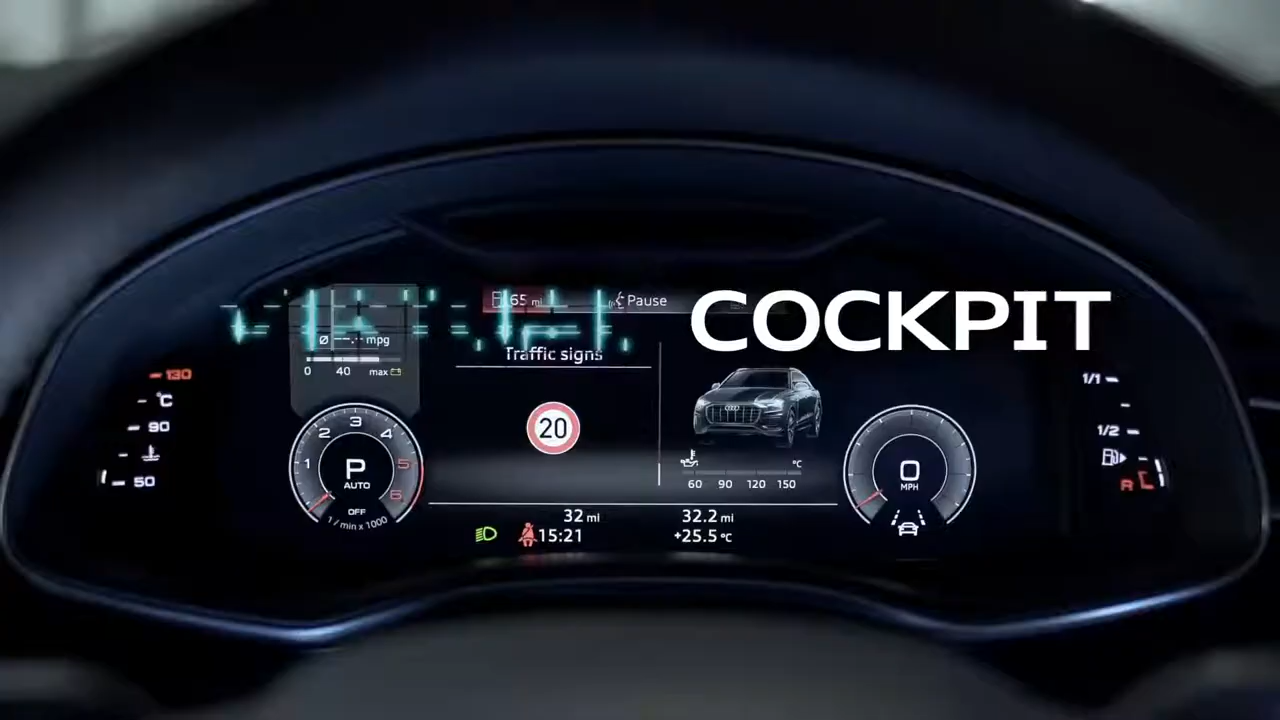 65 mi Pause
COCKPIT
Ø --.- mpg
0 40 max
Traffic signs
130
°C
90
50
1 2 3 4 5 6
P
AUTO
OFF
1 / min x 1000
20
°C
60 90 120 150
0
MPH
1/1
1/2
R
32 mi 32.2 mi
15:21 +25.5 °C